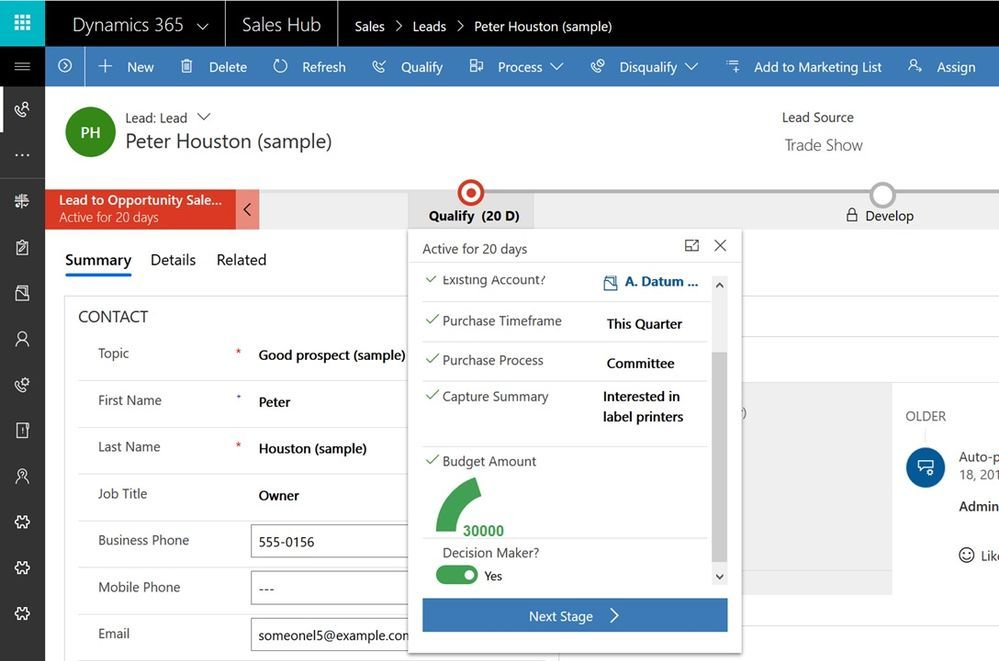 Dynamics 365
Sales Hub
Sales > Leads > Peter Houston (sample)
New
Delete
Refresh
Qualify
Process
Disqualify
Add to Marketing List
Assign
PH
Lead: Lead
Peter Houston (sample)
Lead Source
Trade Show
Lead to Opportunity Sale...
Active for 20 days
Qualify (20 D)
Develop
Summary
Details
Related
CONTACT
Topic * Good prospect (sample)
First Name + Peter
Last Name * Houston (sample)
Job Title Owner
Business Phone 555-0156
Mobile Phone ---
Email someonel5@example.com
Active for 20 days
Existing Account? A. Datum ...
Purchase Timeframe This Quarter
Purchase Process Committee
Capture Summary Interested in
label printers
Budget Amount
30000
Decision Maker?
Yes
Next Stage
OLDER
Auto-p
18, 201
Admin
Like